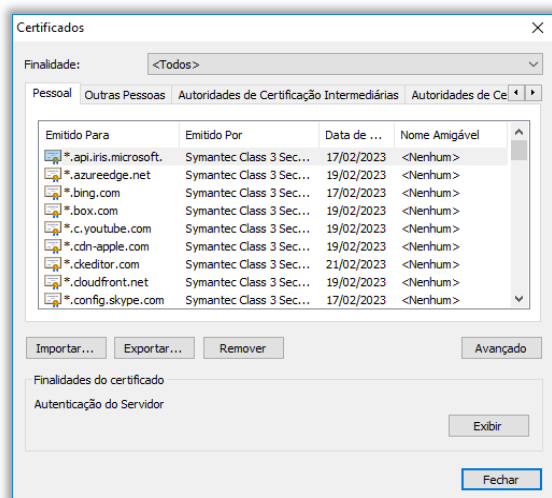 Certificados
Finalidade: <Todos>
Pessoal Outras Pessoas Autoridades de Certificação Intermediárias Autoridades de Ce
Emitido Para Emitido Por Data de ... Nome Amigável
*.api.iris.microsoft. Symantec Class 3 Sec... 17/02/2023 <Nenhum>
*.azureedge.net Symantec Class 3 Sec... 19/02/2023 <Nenhum>
*.bing.com Symantec Class 3 Sec... 17/02/2023 <Nenhum>
*.box.com Symantec Class 3 Sec... 19/02/2023 <Nenhum>
*.c.youtube.com Symantec Class 3 Sec... 19/02/2023 <Nenhum>
*.cdn-apple.com Symantec Class 3 Sec... 19/02/2023 <Nenhum>
*.ckeditor.com Symantec Class 3 Sec... 21/02/2023 <Nenhum>
*.cloudfront.net Symantec Class 3 Sec... 19/02/2023 <Nenhum>
*.config.skype.com Symantec Class 3 Sec... 17/02/2023 <Nenhum>
Importar... Exportar... Remover Avançado
Finalidades do certificado
Autenticação do Servidor
Exibir
Fechar